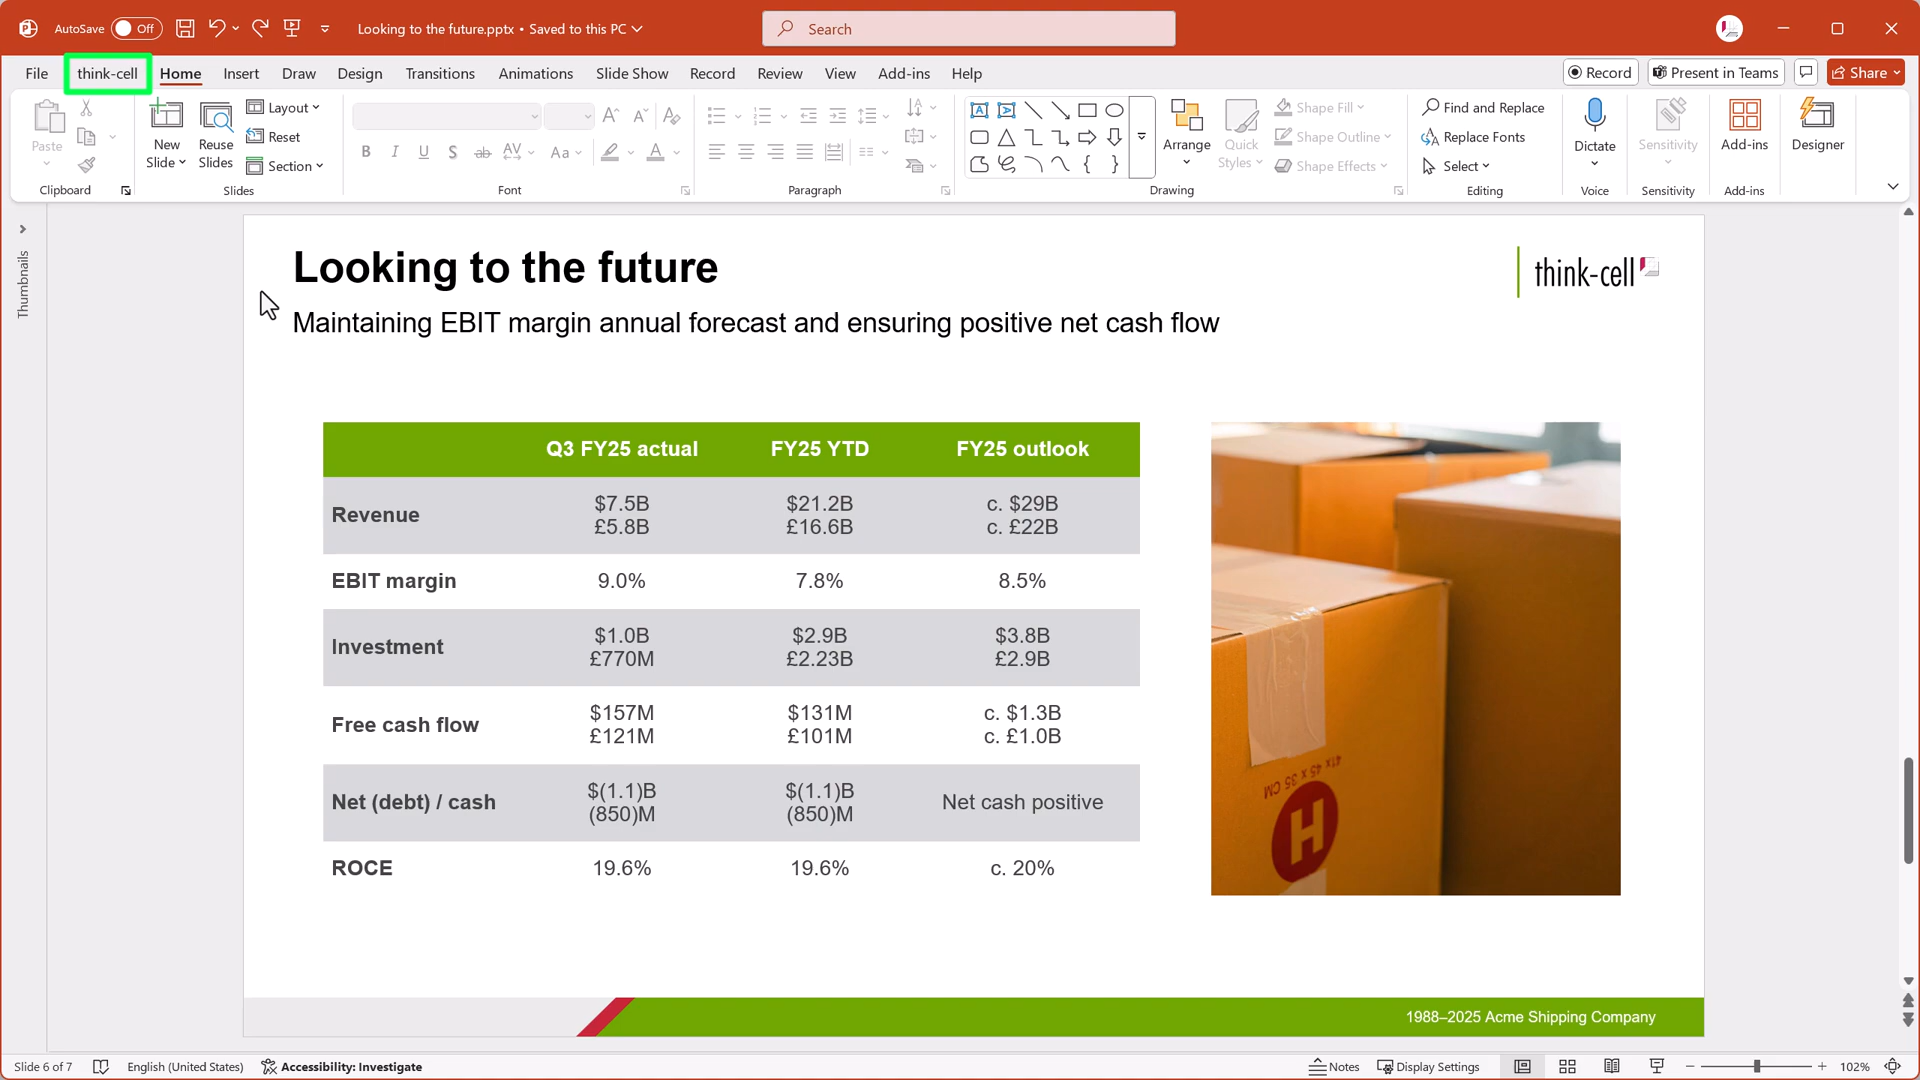 AutoSave Off
Looking to the future.pptx • Saved to this PC
Search
File think-cell Home Insert Draw Design Transitions Animations Slide Show Record Review View Add-ins Help
Record Present in Teams Share
Paste
Clipboard
New Slide
Reuse Slides
Layout
Reset
Section
Slides
B I U S ab AV Aa A
Font
Paragraph
Arrange
Quick Styles
Shape Fill
Shape Outline
Shape Effects
Drawing
Find and Replace
Replace Fonts
Select
Editing
Dictate
Voice
Sensitivity
Sensitivity
Add-ins
Add-ins
Designer
Thumbnails
Looking to the future
think-cell
Maintaining EBIT margin annual forecast and ensuring positive net cash flow
Q3 FY25 actual FY25 YTD FY25 outlook
Revenue $7.5B £5.8B $21.2B £16.6B c. $29B c. £22B
EBIT margin 9.0% 7.8% 8.5%
Investment $1.0B £770M $2.9B £2.23B $3.8B £2.9B
Free cash flow $157M £121M $131M £101M c. $1.3B c. £1.0B
Net (debt) / cash $(1.1)B (850)M $(1.1)B (850)M Net cash positive
ROCE 19.6% 19.6% c. 20%
41x 45 x 35 CM
H
1988–2025 Acme Shipping Company
Slide 6 of 7 English (United States) Accessibility: Investigate Notes Display Settings 102%